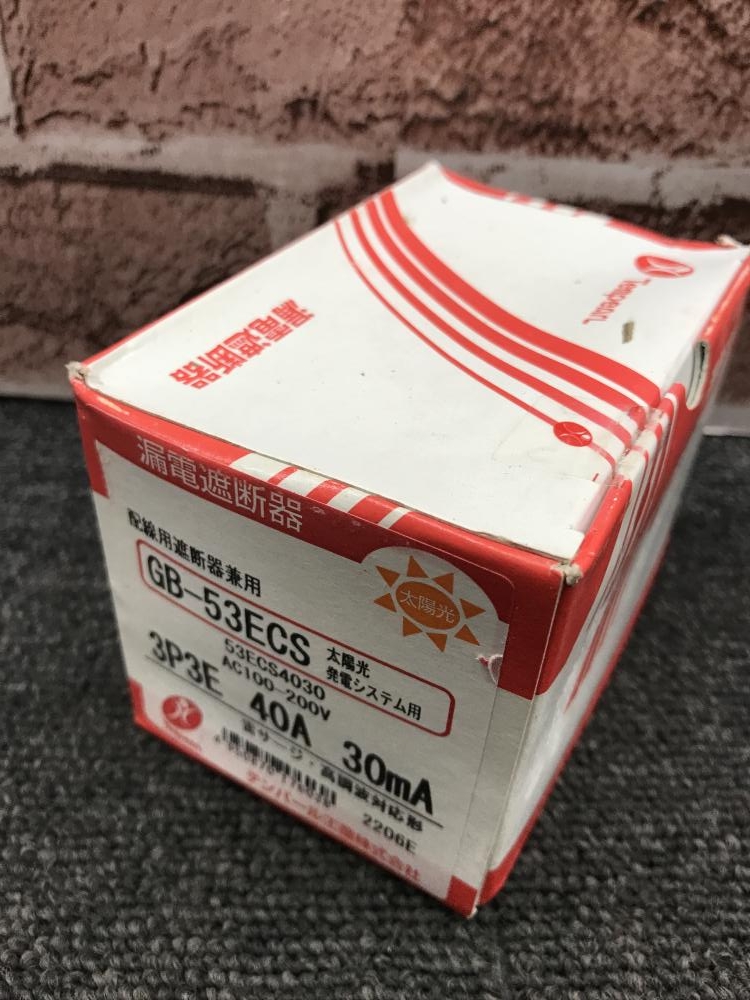 Tempearl
漏電遮断器
漏電遮断器
配線用遮断器兼用
太陽光
GB-53ECS 太陽光
発電システム用
53ECS4030
AC100-200V
3P3E 40A 30mA
雷サージ・高調波対応形
2206E
テンパール工業株式会社